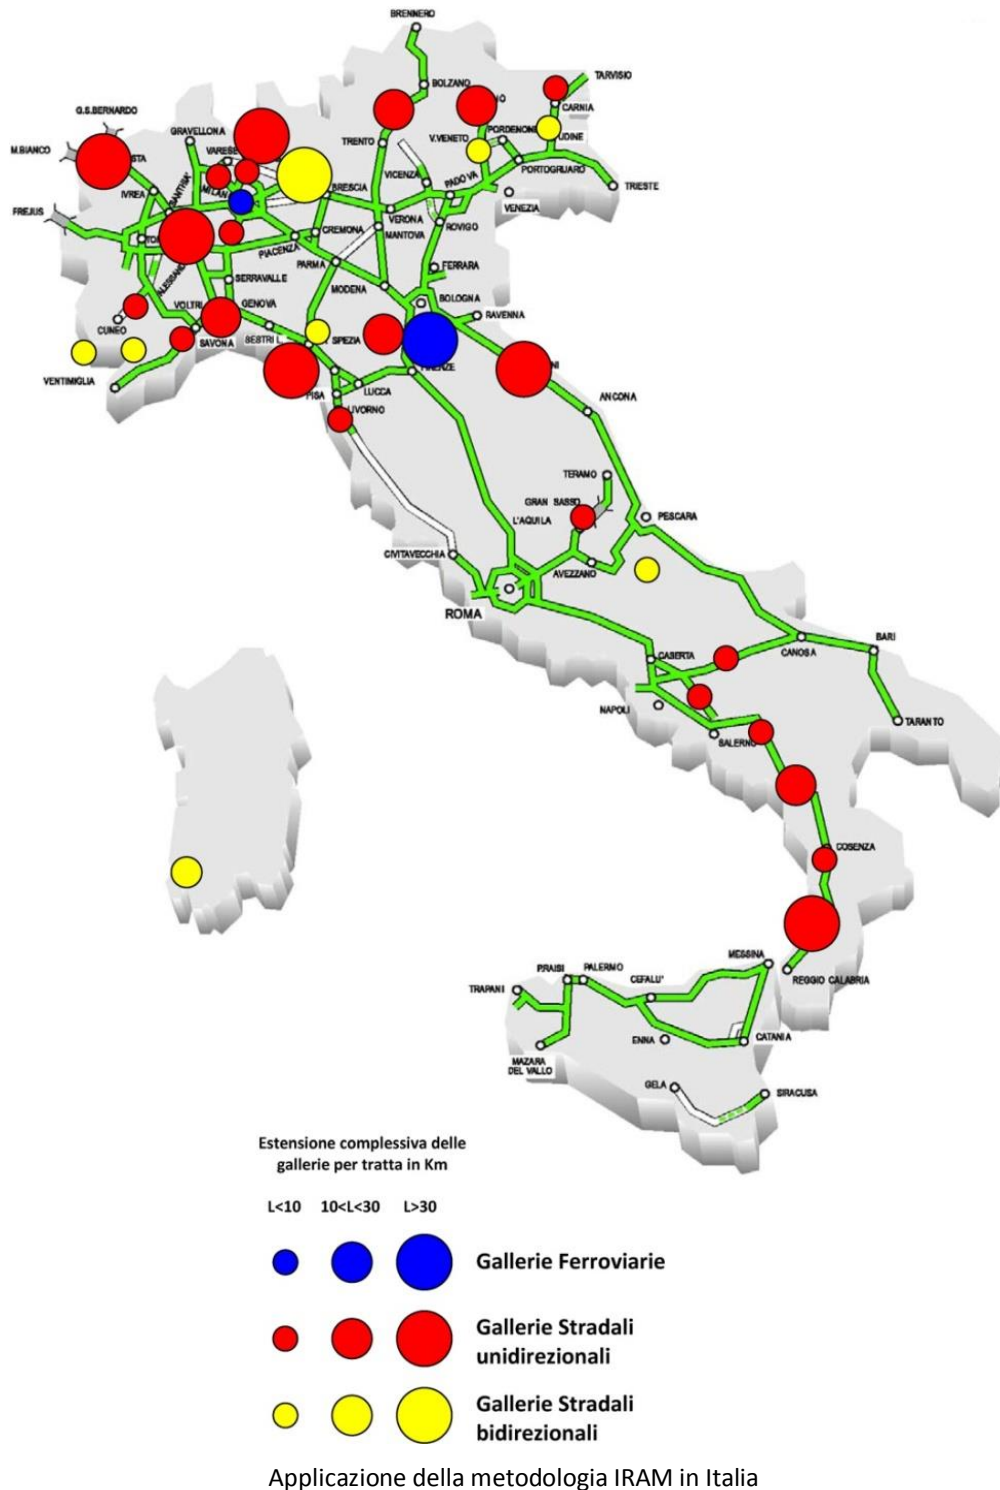 BRENNERO
BOLZANO
TARVISIO
CARNIA
G.S.BERNARDO
GRAVELLONA
TRENTO
V.VENETO
PORDENONE
UDINE
M.BIANCO
VARESE
VICENZA
PADOVA
PORTOGRUARO
TRIESTE
IVREA
SANTHIA'
MILAN
BRESCIA
VENEZIA
FREJUS
VERONA
CREMONA
MANTOVA
ROVIGO
PIACENZA
PARMA
FERRARA
SERRAVALLE
MODENA
BOLOGNA
VOLTRI
GENOVA
RAVENNA
CUNEO
SAVONA
SESTRI L
SPEZIA
VENTIMIGLIA
LUCCA
PISA
LIVORNO
ANCONA
TERAMO
GRAN SASSO
L'AQUILA
PESCARA
CIVITAVECCHIA
AVEZZANO
ROMA
CASERTA
CANOSA
BARI
NAPOLI
SALERNO
TARANTO
COSENZA
MESSINA
REGGIO CALABRIA
P.RAISI
PALERMO
CEFALU'
TRAPANI
ENNA
CATANIA
MAZARA
DEL VALLO
GELA
SIRACUSA
Estensione complessiva delle
gallerie per tratta in Km
L<10 10<L<30 L>30
Gallerie Ferroviarie
Gallerie Stradali
unidirezionali
Gallerie Stradali
bidirezionali
Applicazione della metodologia IRAM in Italia